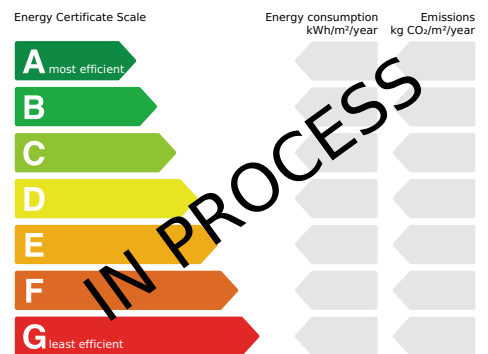 Energy Certificate Scale
Energy consumption
kWh/m²/year
Emissions
kg CO₂/m²/year
A most efficient
B
C
D
E
F
G least efficient
IN PROCESS